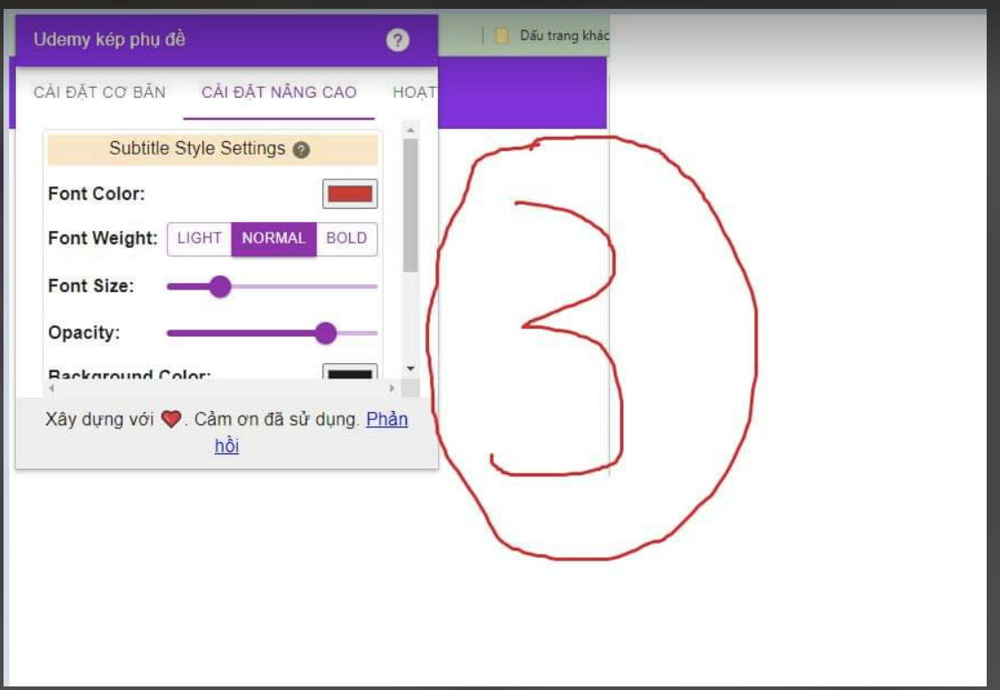 Udemy kép phụ đề
Dấu trang khác
CÀI ĐẶT CƠ BẢN CÀI ĐẶT NÂNG CAO HOẠT
Subtitle Style Settings
Font Color:
Font Weight: LIGHT NORMAL BOLD
Font Size:
Opacity:
Background Color:
Xây dựng với ❤. Cảm ơn đã sử dụng. Phản
hồi
3